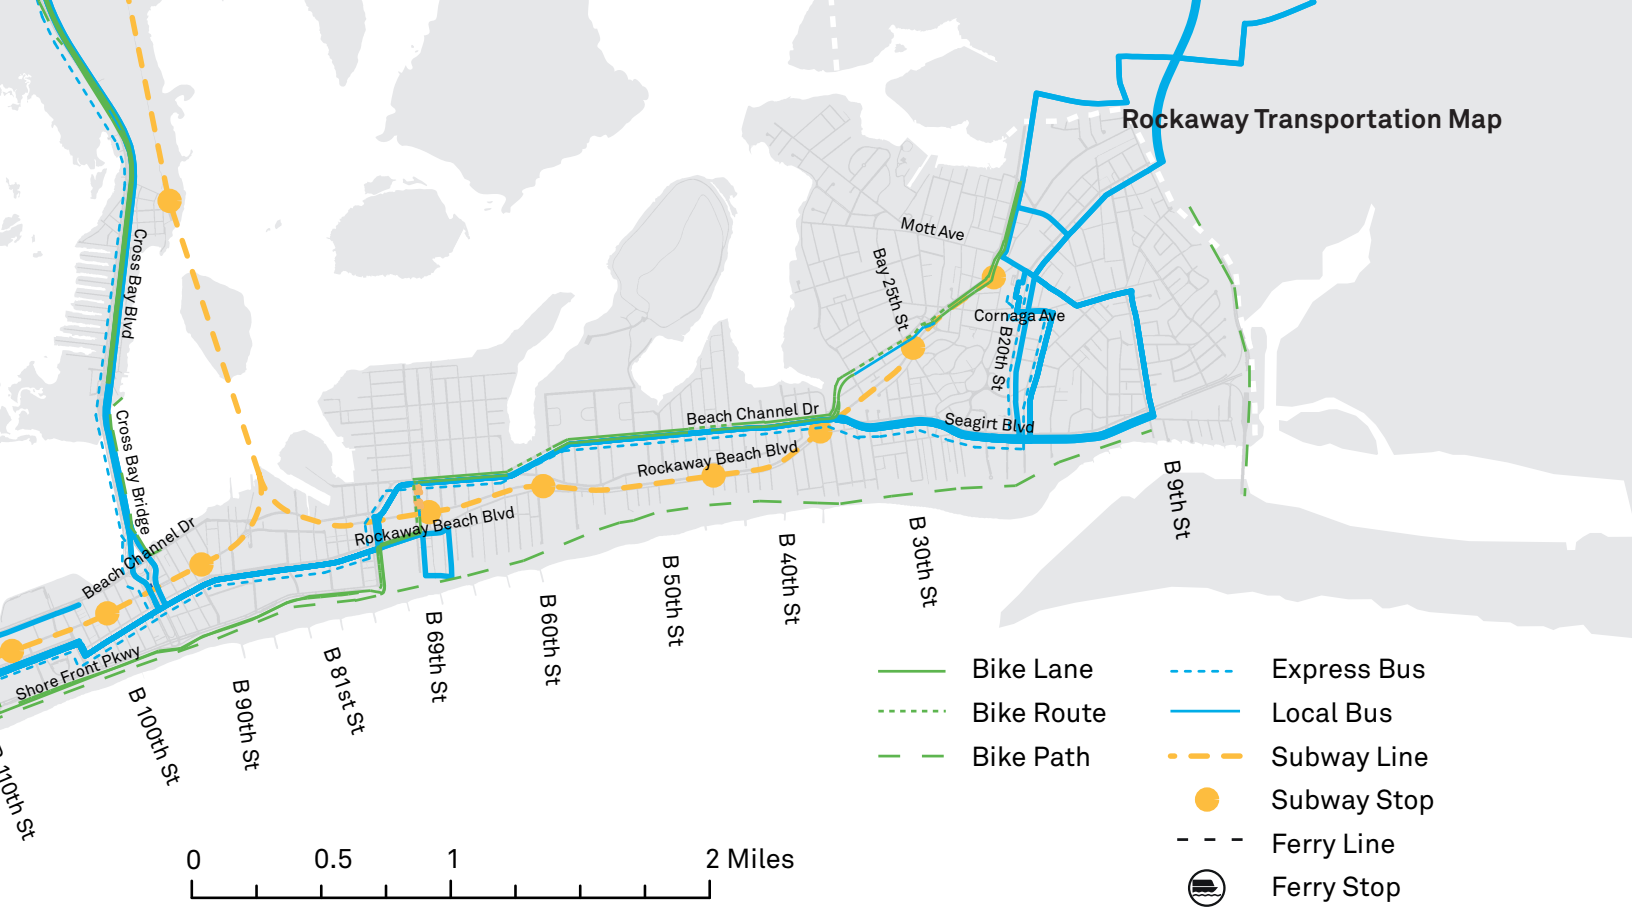 Rockaway Transportation Map
Mott Ave
Bay 25th St
Cross Bay Blvd
Cornaga Ave
B20th St
Beach Channel Dr
Seagirt Blvd
Rockaway Beach Blvd
Cross Bay Bridge
Rockaway Beach Blvd
Beach Channel Dr
Shore Front Pkwy
B 9th St
B 30th St
B 40th St
B 50th St
B 60th St
B 69th St
B 81st St
B 90th St
B 100th St
110th St
Bike Lane
Express Bus
Bike Route
Local Bus
Bike Path
Subway Line
Subway Stop
Ferry Line
Ferry Stop
0 0.5 1 2 Miles